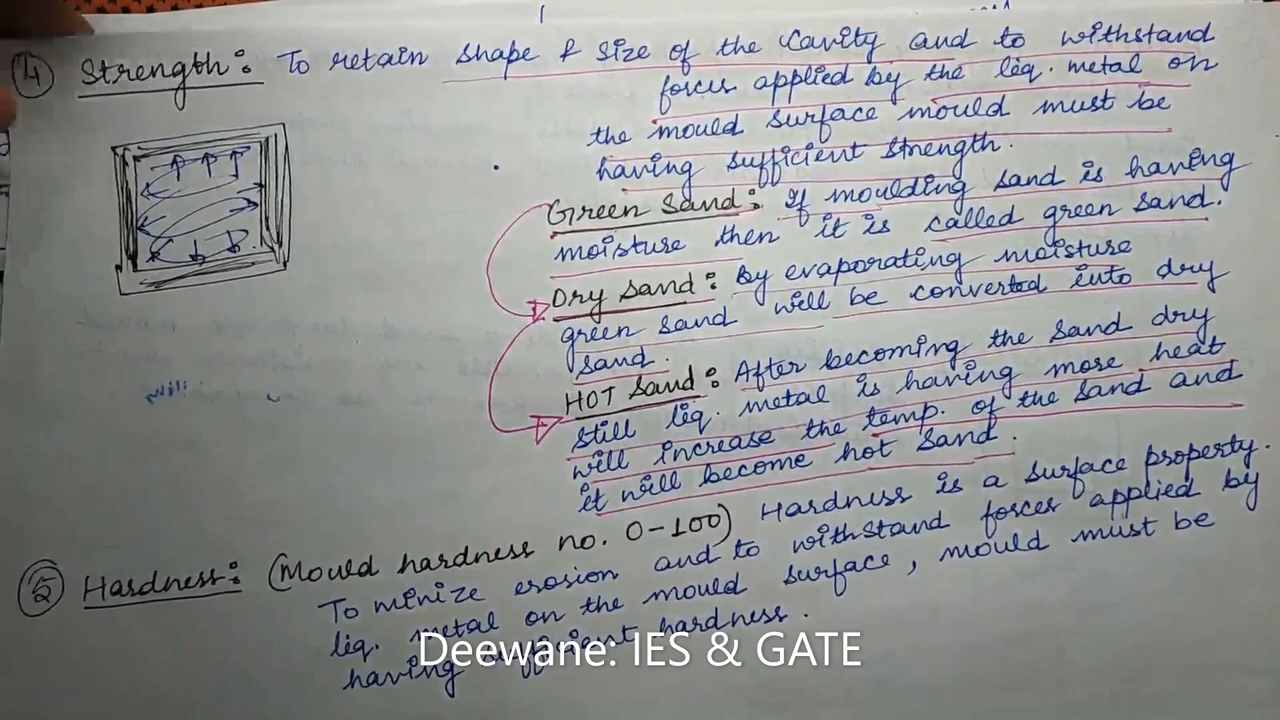 ④ Strength: To retain shape & size of the cavity and to withstand
forces applied by the liq. metal on
the mould surface mould must be
having sufficient strength.
Green Sand: If moulding sand is having
moisture then it is called green sand.
Dry Sand: By evaporating moisture
green sand will be converted into dry
sand.
HOT Sand: After becoming the sand dry
still liq. metal is having more heat
will increase the temp. of the sand and
it will become hot sand.
⑤ Hardness: (Mould hardness no. 0-100) Hardness is a surface property.
To minize erosion and to withstand forces applied by
liq. metal on the mould surface, mould must be
having sufficient hardness.
Deewane: IES & GATE